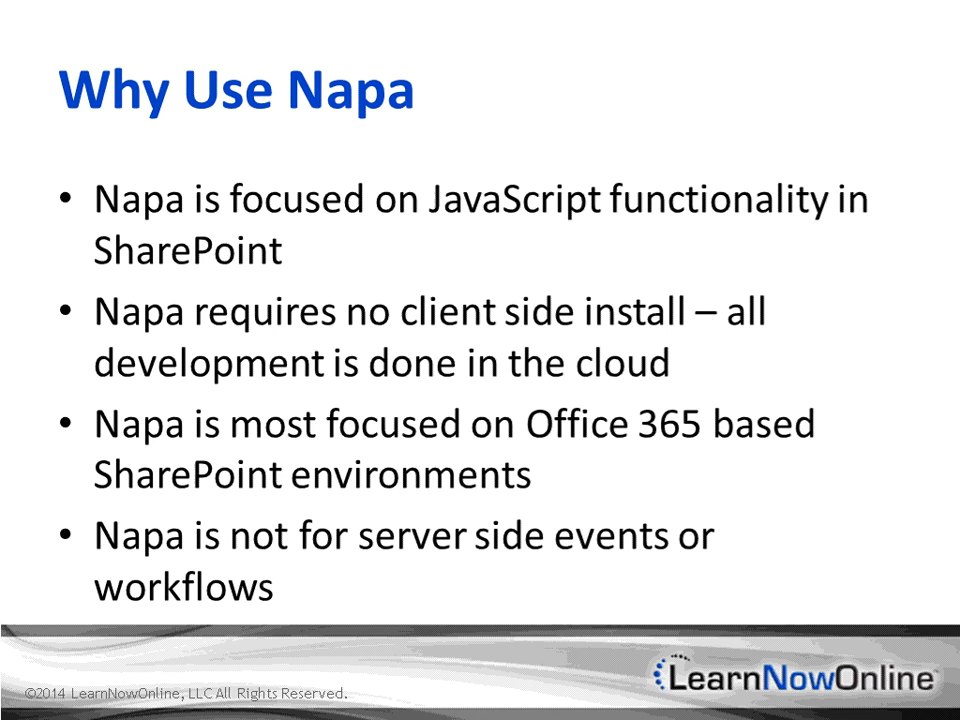 Why Use Napa
• Napa is focused on JavaScript functionality in
SharePoint
• Napa requires no client side install – all
development is done in the cloud
• Napa is most focused on Office 365 based
SharePoint environments
• Napa is not for server side events or
workflows
©2014 LearnNowOnline, LLC All Rights Reserved.
LearnNowOnline